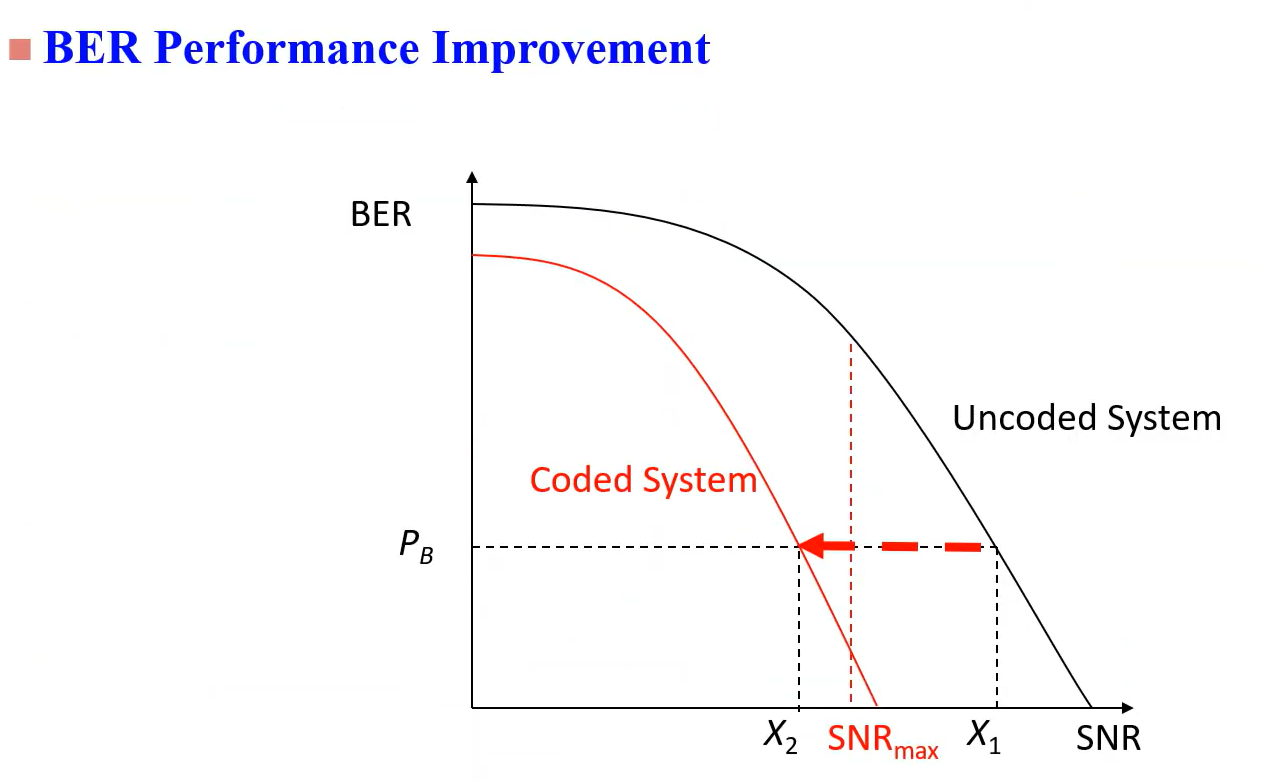 BER Performance Improvement
BER
Uncoded System
Coded System
P_B
X_2
SNR_max
X_1
SNR